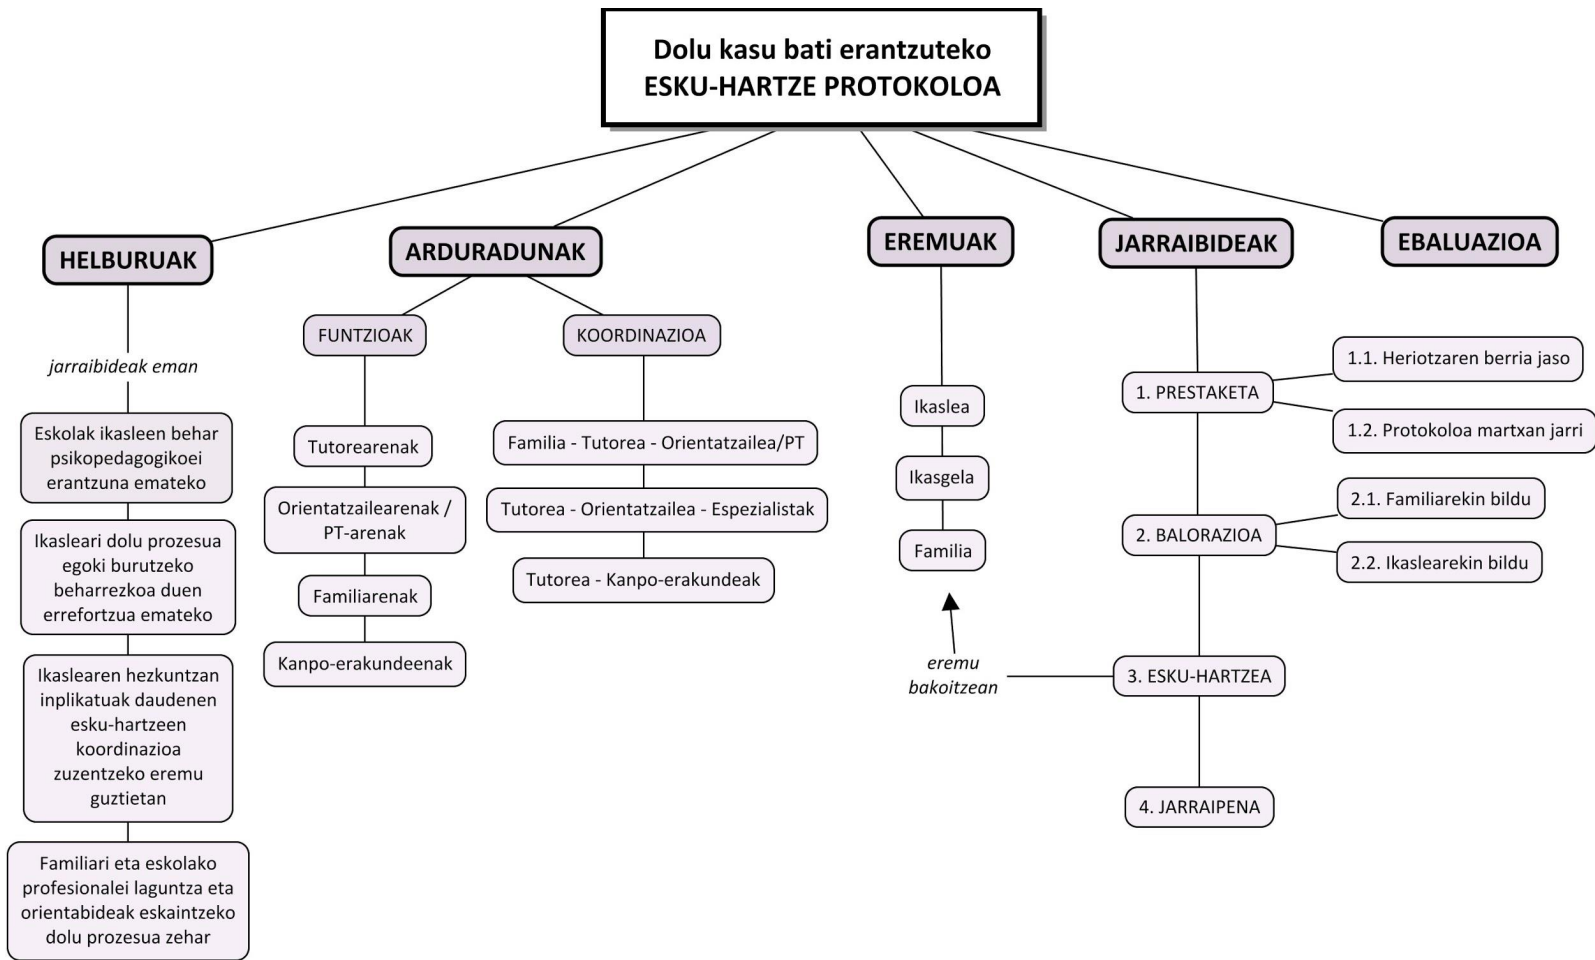 Dolu kasu bati erantzuteko
ESKU-HARTZE PROTOKOLOA
HELBURUAK
jarraibideak eman
Eskolak ikasleen behar
psikopedagogikoei
erantzuna emateko
Ikasleari dolu prozesua
egoki burutzeko
beharrezkoa duen
errefortzua emateko
Ikaslearen hezkuntzan
inplikatuak daudenen
esku-hartzeen
koordinazioa
zuzentzeko eremu
guztietan
Familiari eta eskolako
profesionalei laguntza eta
orientabideak eskaintzeko
dolu prozesua zehar
ARDURADUNAK
FUNTZIOAK
Tutorearenak
Orientatzailearenak /
PT-arenak
Familiarenak
Kanpo-erakundeenak
KOORDINAZIOA
Familia - Tutorea - Orientatzailea/PT
Tutorea - Orientatzailea - Espezialistak
Tutorea - Kanpo-erakundeak
EREMUAK
Ikaslea
Ikasgela
Familia
eremu
bakoitzean
JARRAIBIDEAK
1. PRESTAKETA
1.1. Heriotzaren berria jaso
1.2. Protokoloa martxan jarri
2. BALORAZIOA
2.1. Familiarekin bildu
2.2. Ikaslearekin bildu
3. ESKU-HARTZEA
4. JARRAIPENA
EBALUAZIOA